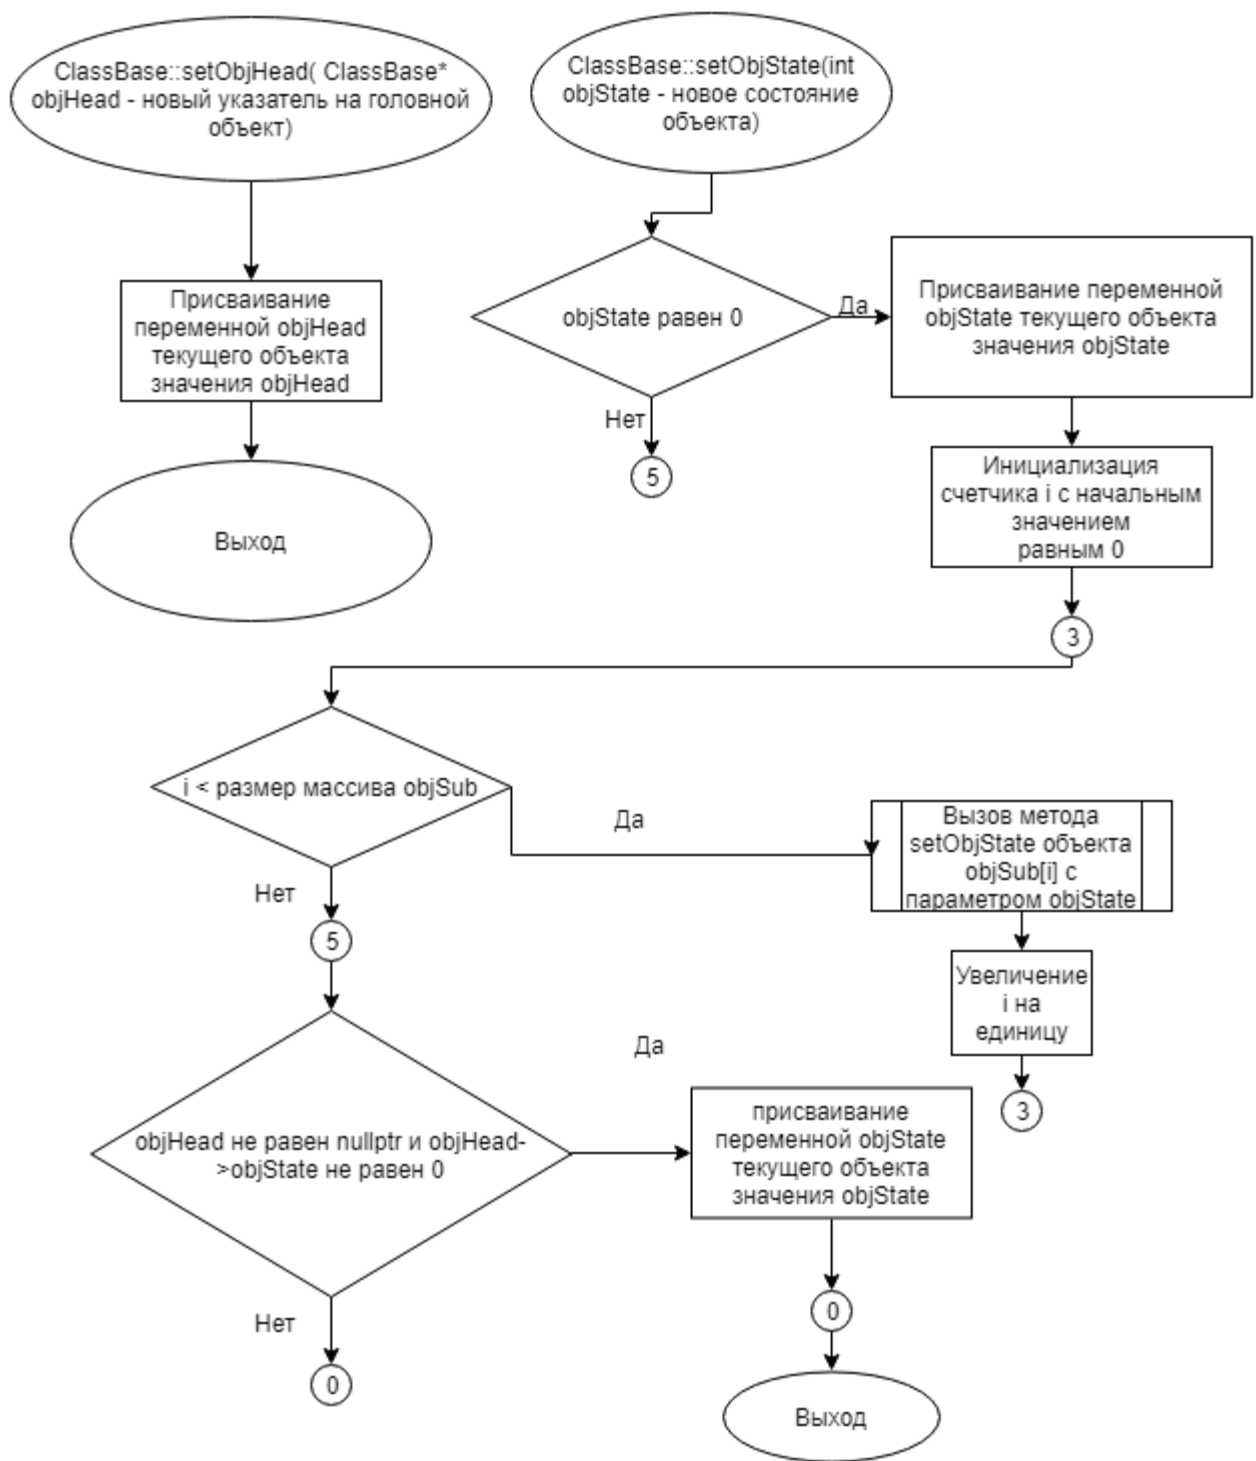 ClassBase::setObjHead( ClassBase*
objHead - новый указатель на головной
объект)
Присваивание
переменной objHead
текущего объекта
значения objHead
Выход
ClassBase::setObjState(int
objState - новое состояние
объекта)
objState равен 0
Да
Присваивание переменной
objState текущего объекта
значения objState
Нет
5
Инициализация
счетчика i с начальным
значением
равным 0
3
i < размер массива objSub
Да
Вызов метода
setObjState объекта
objSub[i] с
параметром objState
Нет
5
Увеличение
i на
единицу
3
objHead не равен nullptr и objHead-
>objState не равен 0
Да
присваивание
переменной objState
текущего объекта
значения objState
Нет
0
0
Выход